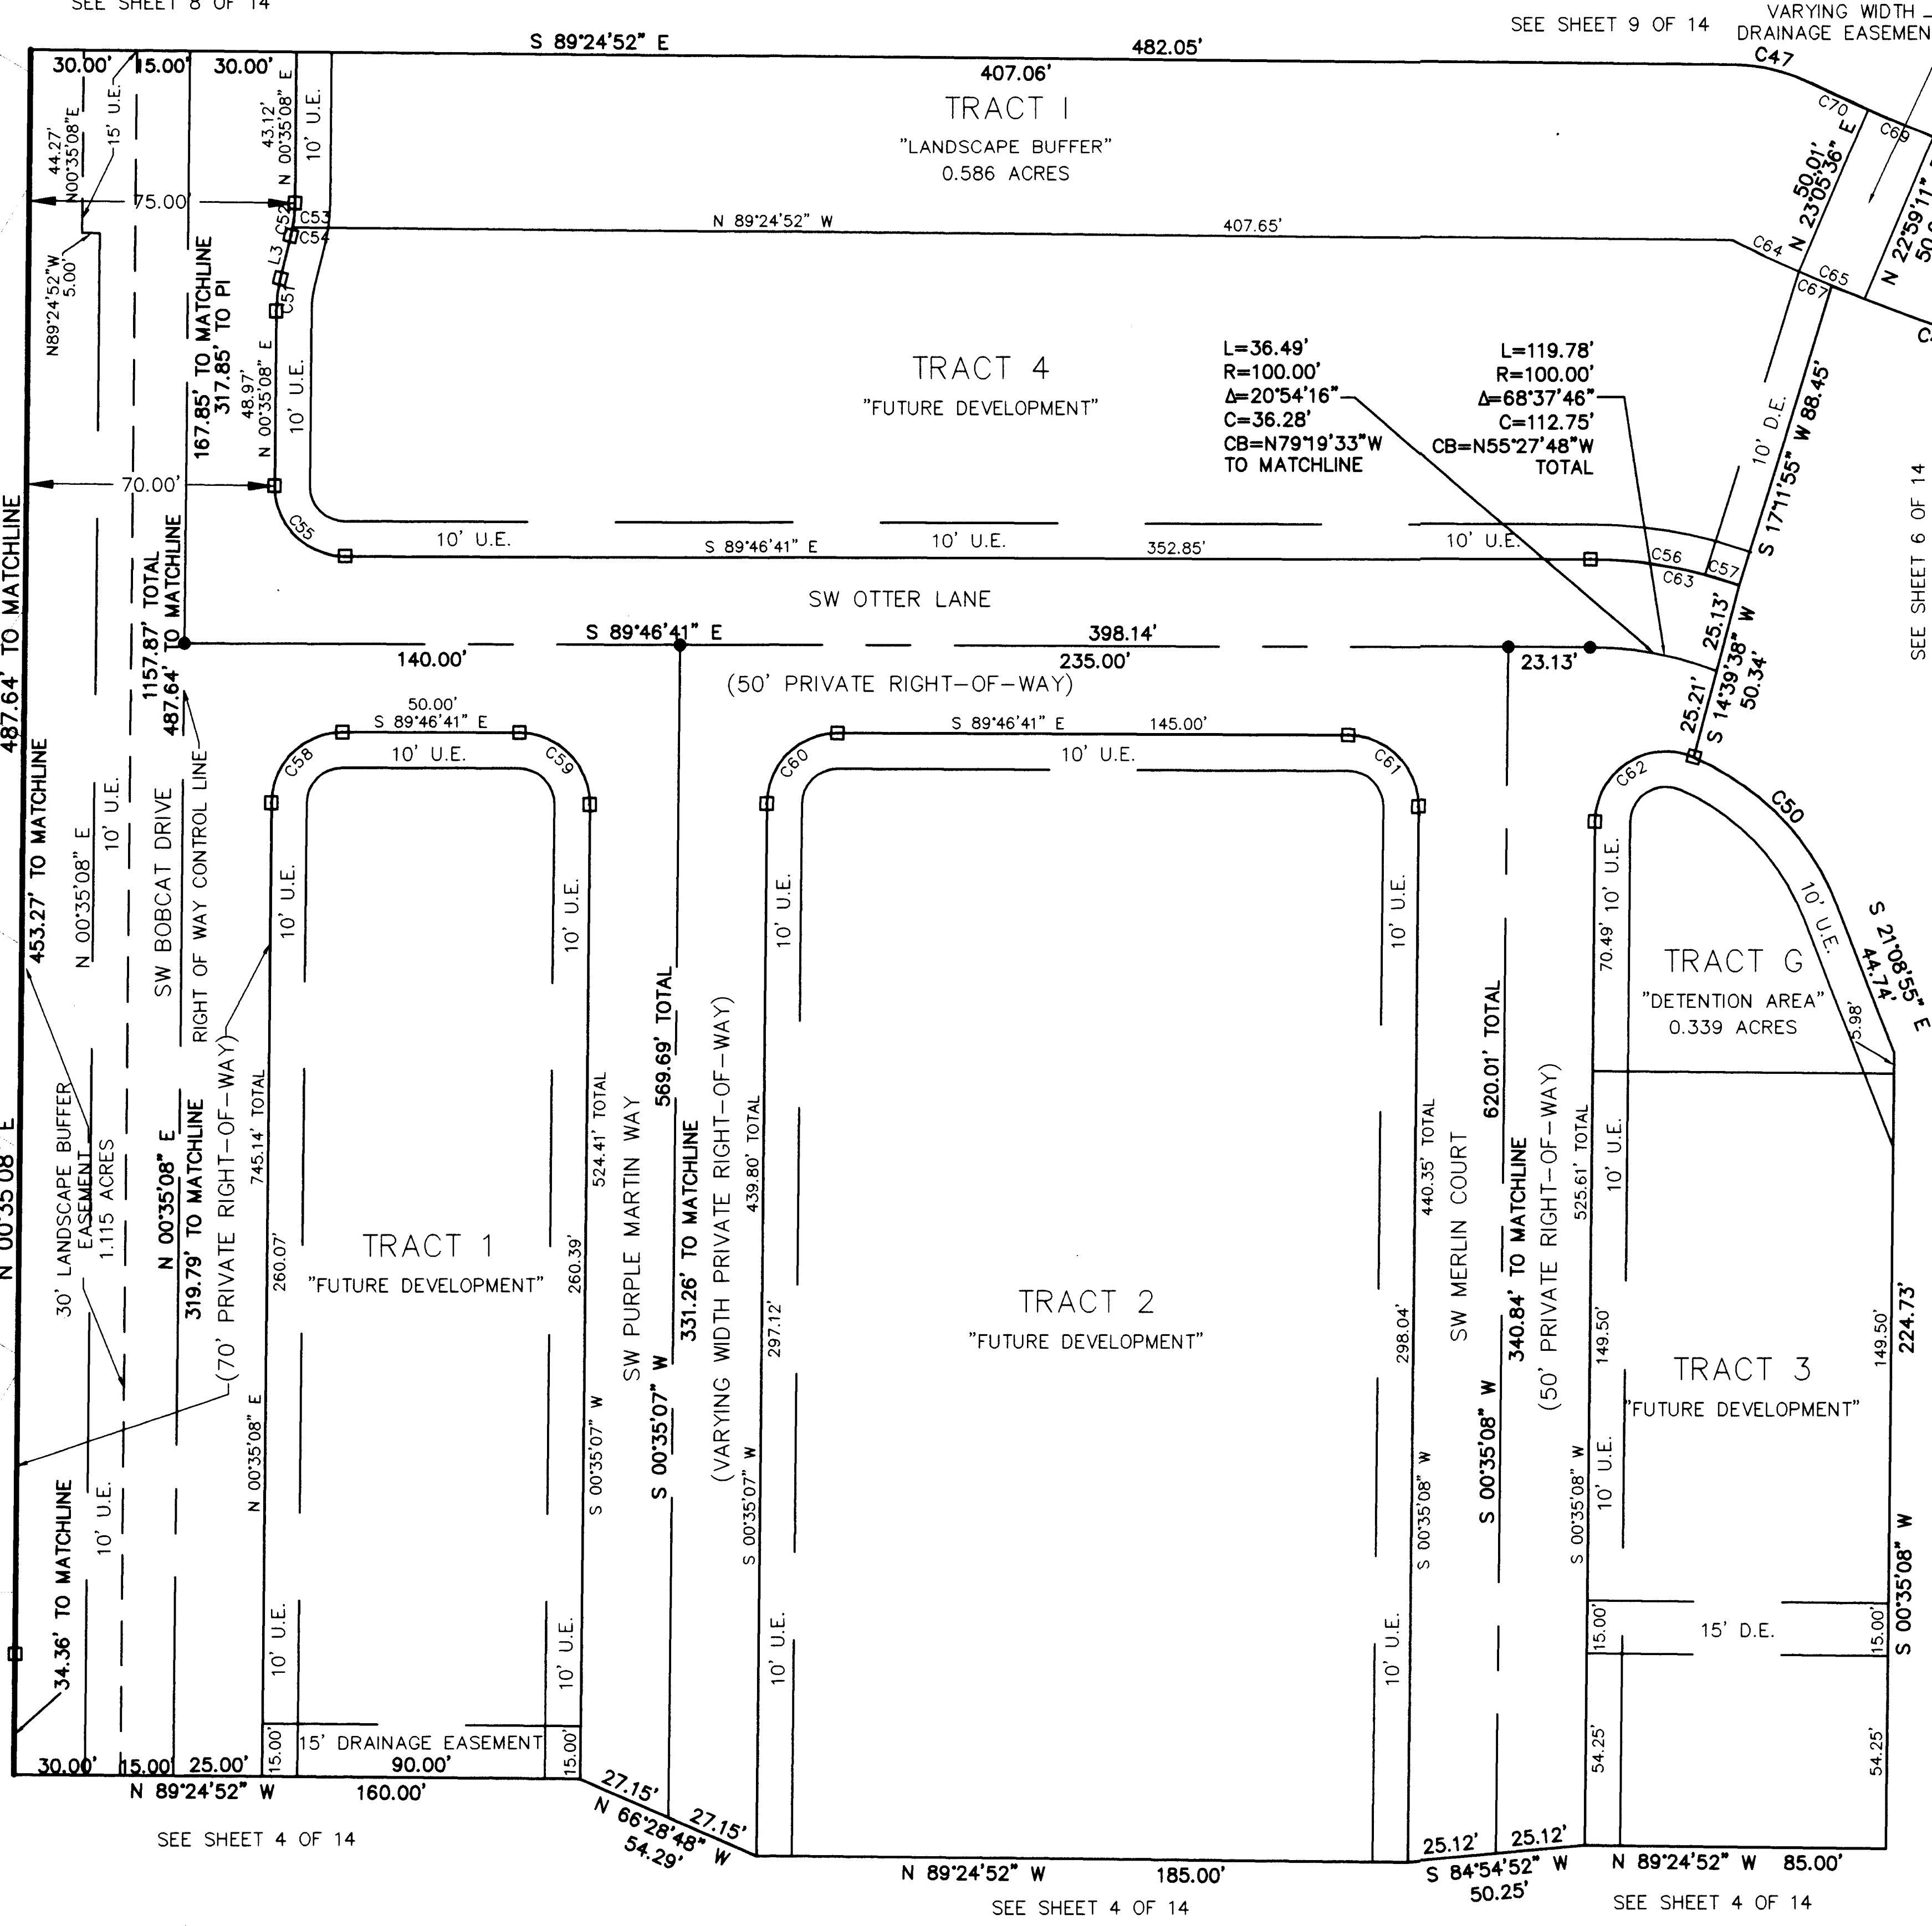 SEE SHEET 8 OF 14
SEE SHEET 9 OF 14
VARYING WIDTH
DRAINAGE EASEMEN
S 89°24'52" E
482.05'
C47
30.00'
15.00'
30.00'
407.06'
TRACT I
"LANDSCAPE BUFFER"
0.586 ACRES
44.27'
N00°35'08"E
15' U.E.
43.12'
N 00°35'08" E
10' U.E.
C70
C69
50.01'
N 23°05'36" E
N 22°59'11"
75.00'
C52
C53
C54
L3
C51
N 89°24'52" W
407.65'
C64
C65
C67
N89°24'52"W
5.00'
167.85' TO MATCHLINE
317.85' TO PI
48.97'
N 00°35'08" E
10' U.E.
TRACT 4
"FUTURE DEVELOPMENT"
L=36.49'
R=100.00'
Δ=20°54'16"
C=36.28'
CB=N79°19'33"W
TO MATCHLINE
L=119.78'
R=100.00'
Δ=68°37'46"
C=112.75'
CB=N55°27'48"W
TOTAL
10' D.E.
S 17°11'55" W 88.45'
SEE SHEET 6 OF 14
70.00'
C55
10' U.E.
S 89°46'41" E
10' U.E.
352.85'
10' U.E.
C56
C57
C63
487.64' TO MATCHLINE
1157.87' TOTAL
487.64' TO MATCHLINE
SW OTTER LANE
S 89°46'41" E
398.14'
140.00'
235.00'
23.13'
(50' PRIVATE RIGHT-OF-WAY)
25.13'
25.21'
S 14°39'38" W
50.34'
453.27' TO MATCHLINE
N 00°35'08" E
10' U.E.
SW BOBCAT DRIVE
RIGHT OF WAY CONTROL LINE
50.00'
S 89°46'41" E
10' U.E.
C58
C59
S 89°46'41" E
145.00'
10' U.E.
C60
C61
C62
C50
10' U.E.
10' U.E.
10' U.E.
10' U.E.
70.49'
10' U.E.
10' U.E.
S 21°08'55" E
44.74'
TRACT G
"DETENTION AREA"
0.339 ACRES
5.98'
N 00°35'08" E
30' LANDSCAPE BUFFER
EASEMENT
1.115 ACRES
N 00°35'08" E
319.79' TO MATCHLINE
(70' PRIVATE RIGHT-OF-WAY)
745.14' TOTAL
260.07'
N 00°35'08" E
TRACT 1
"FUTURE DEVELOPMENT"
524.41' TOTAL
260.39'
S 00°35'07" W
SW PURPLE MARTIN WAY
569.69' TOTAL
331.26' TO MATCHLINE
S 00°35'07" W
(VARYING WIDTH PRIVATE RIGHT-OF-WAY)
439.80' TOTAL
297.12'
S 00°35'07" W
TRACT 2
"FUTURE DEVELOPMENT"
440.35' TOTAL
298.04'
S 00°35'08" W
SW MERLIN COURT
620.01' TOTAL
340.84' TO MATCHLINE
S 00°35'08" W
(50' PRIVATE RIGHT-OF-WAY)
525.61' TOTAL
149.50'
S 00°35'08" W
10' U.E.
10' U.E.
TRACT 3
"FUTURE DEVELOPMENT"
149.50'
224.73'
S 00°35'08" W
34.36' TO MATCHLINE
10' U.E.
10' U.E.
10' U.E.
10' U.E.
10' U.E.
15.00'
15' D.E.
15.00'
54.25'
54.25'
15.00'
15' DRAINAGE EASEMENT
15.00'
30.00'
15.00'
25.00'
90.00'
N 89°24'52" W
160.00'
27.15'
27.15'
N 66°28'48" W
54.29'
SEE SHEET 4 OF 14
N 89°24'52" W
185.00'
SEE SHEET 4 OF 14
25.12'
25.12'
S 84°54'52" W
50.25'
N 89°24'52" W
85.00'
SEE SHEET 4 OF 14